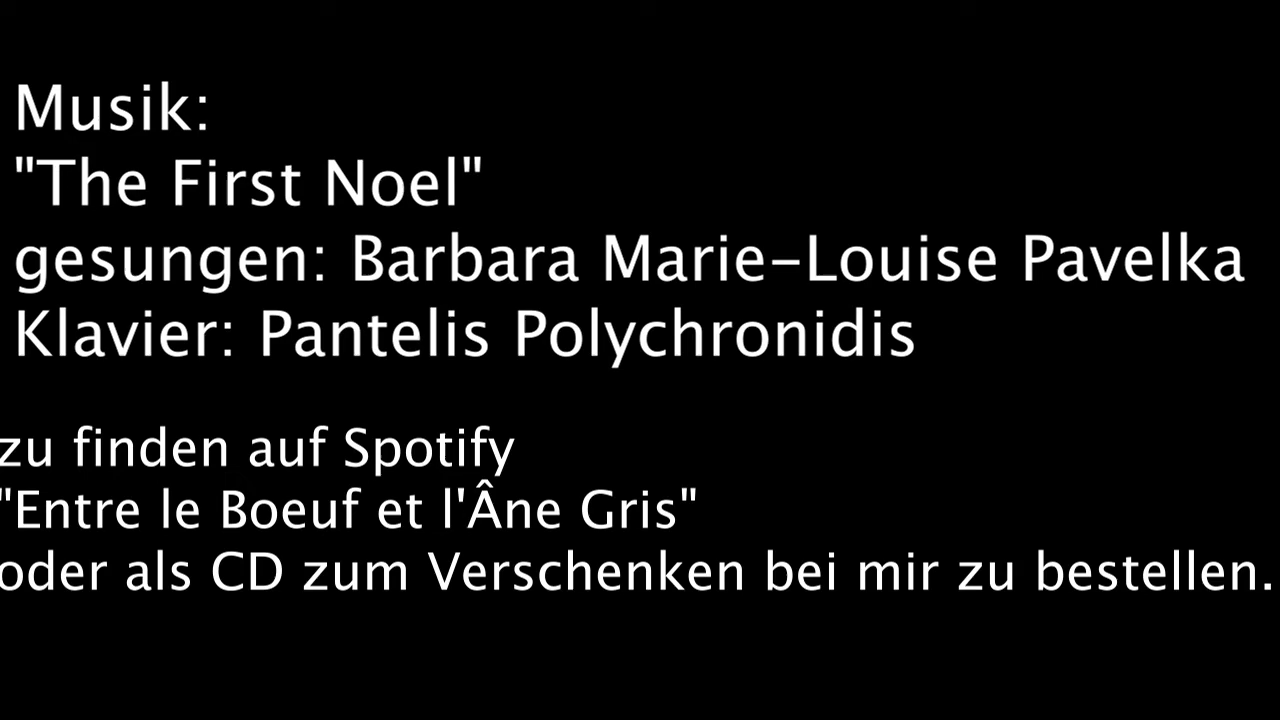 Musik:
"The First Noel"
gesungen: Barbara Marie-Louise Pavelka
Klavier: Pantelis Polychronidis
zu finden auf Spotify
"Entre le Boeuf et l'Âne Gris"
oder als CD zum Verschenken bei mir zu bestellen.